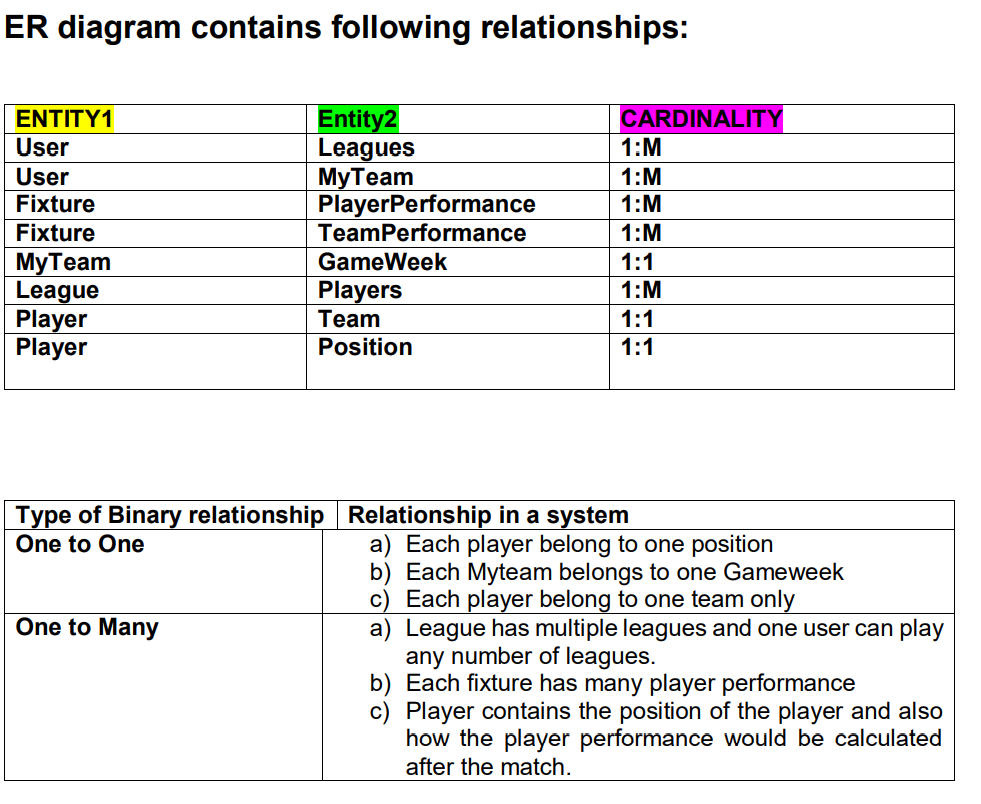 ER diagram contains following relationships:
ENTITY1 Entity2 CARDINALITY
User Leagues 1:M
User MyTeam 1:M
Fixture PlayerPerformance 1:M
Fixture TeamPerformance 1:M
MyTeam GameWeek 1:1
League Players 1:M
Player Team 1:1
Player Position 1:1
Type of Binary relationship Relationship in a system
One to One a) Each player belong to one position
b) Each Myteam belongs to one Gameweek
c) Each player belong to one team only
One to Many a) League has multiple leagues and one user can play
any number of leagues.
b) Each fixture has many player performance
c) Player contains the position of the player and also
how the player performance would be calculated
after the match.